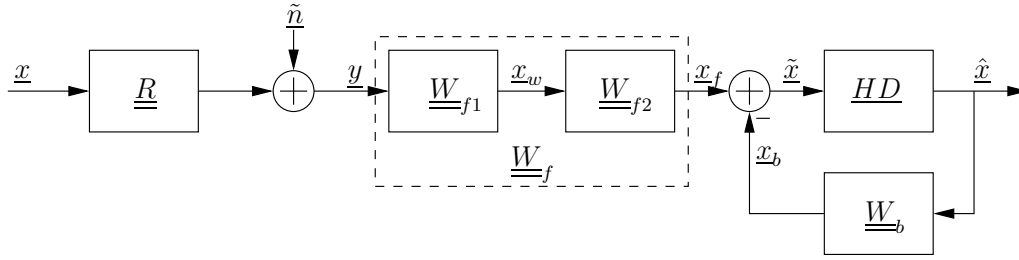 ñ
x R y W_f1 x_w W_f2 x_f x̃ HD x̂
+ +
−
W_f x_b W_b